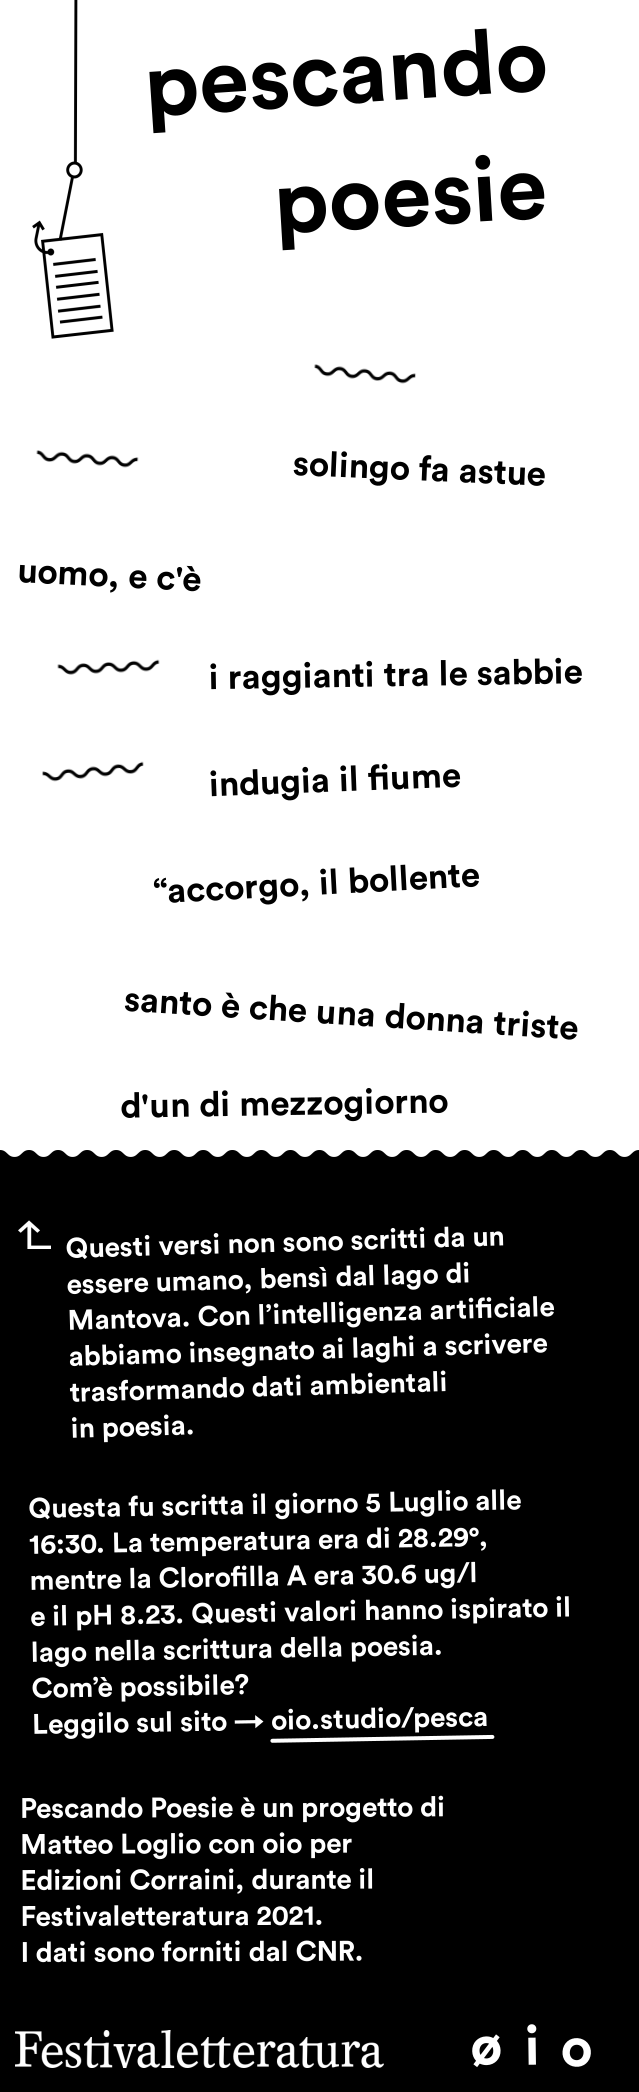 pescando
poesie
solingo fa astue
uomo, e c'è
i raggianti tra le sabbie
indugia il fiume
“accorgo, il bollente
santo è che una donna triste
d'un di mezzogiorno
Questi versi non sono scritti da un
essere umano, bensì dal lago di
Mantova. Con l’intelligenza artificiale
abbiamo insegnato ai laghi a scrivere
trasformando dati ambientali
in poesia.
Questa fu scritta il giorno 5 Luglio alle
16:30. La temperatura era di 28.29°,
mentre la Clorofilla A era 30.6 ug/l
e il pH 8.23. Questi valori hanno ispirato il
lago nella scrittura della poesia.
Com’è possibile?
Leggilo sul sito → oio.studio/pesca
Pescando Poesie è un progetto di
Matteo Loglio con oio per
Edizioni Corraini, durante il
Festivaletteratura 2021.
I dati sono forniti dal CNR.
Festivaletteratura ø i o